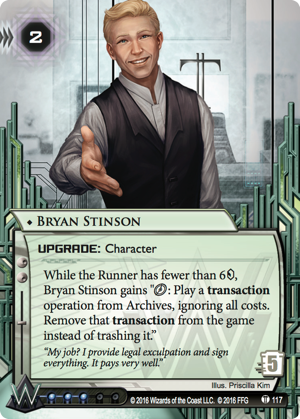 2
♦ BRYAN STINSON
UPGRADE: Character
While the Runner has fewer than 6,
Bryan Stinson gains ": Play a transaction
operation from Archives, ignoring all costs.
Remove that transaction from the game
instead of trashing it."
"My job? I provide legal exculpation and sign
everything. It pays very well."
5
Illus. Priscilla Kim
©2016 Wizards of the Coast LLC. ©2016 FFG
117